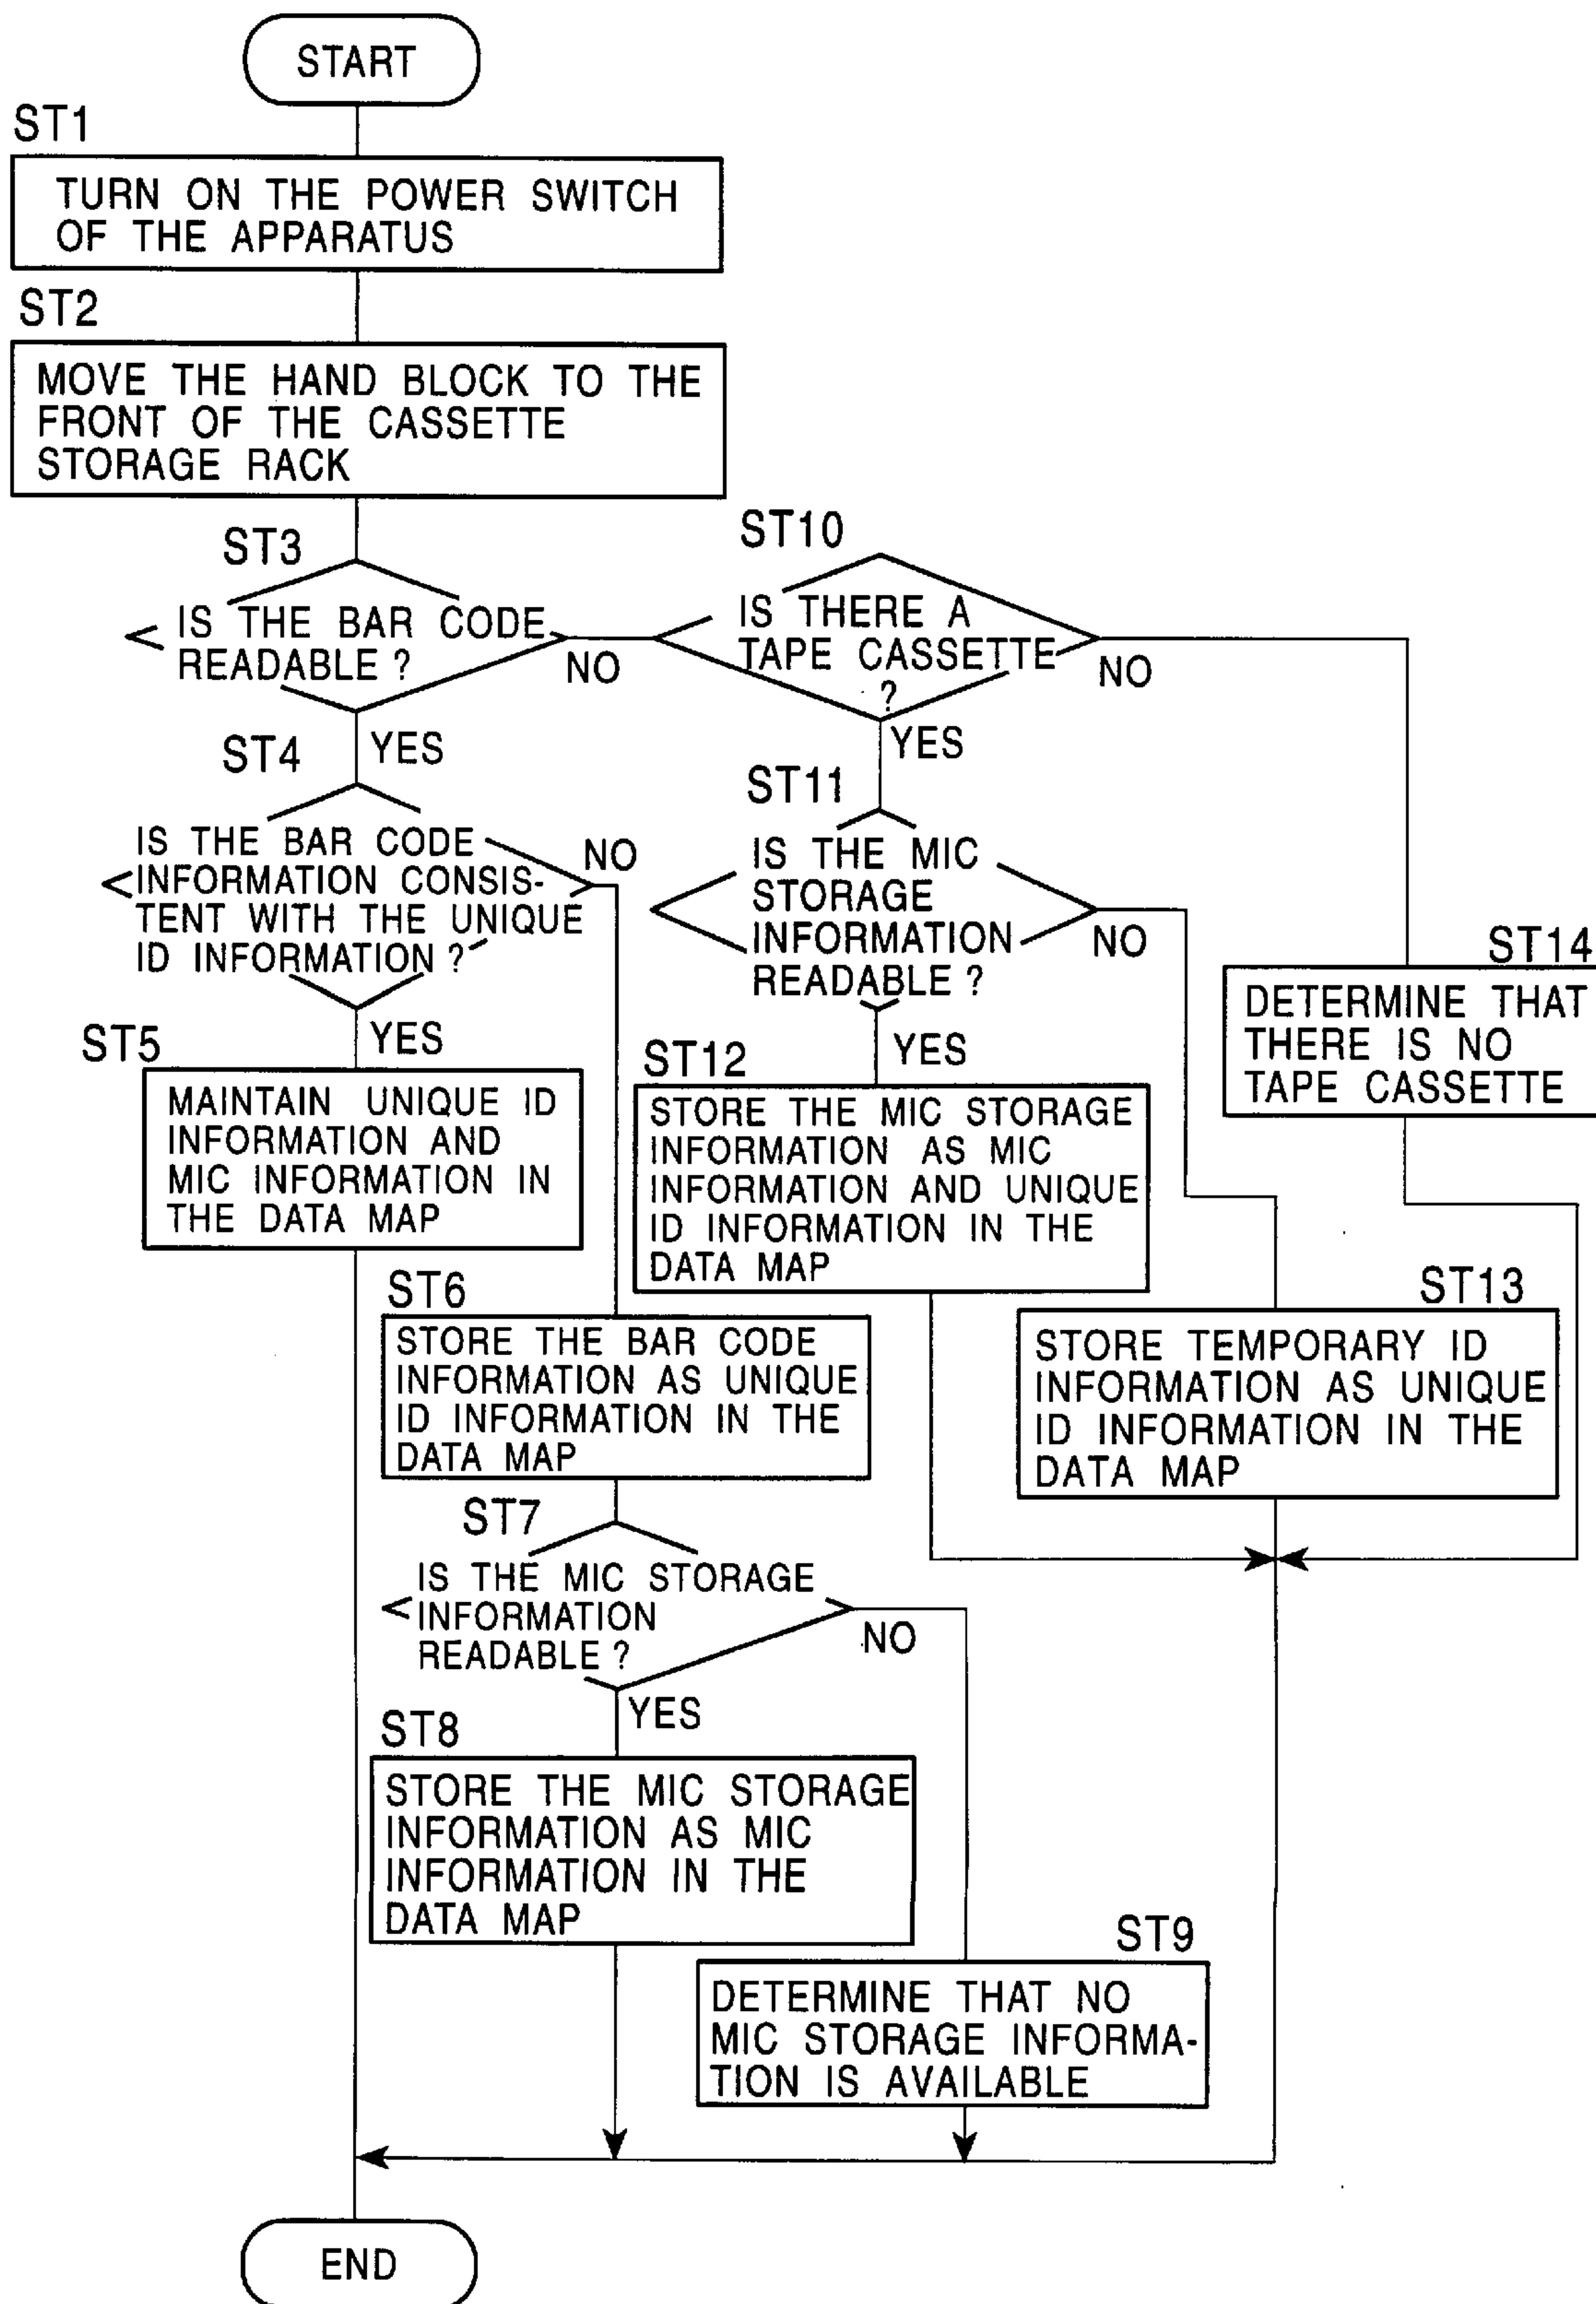 START
ST1
TURN ON THE POWER SWITCH
OF THE APPARATUS
ST2
MOVE THE HAND BLOCK TO THE
FRONT OF THE CASSETTE
STORAGE RACK
ST3
IS THE BAR CODE
READABLE ?
NO
YES
ST10
IS THERE A
TAPE CASSETTE
?
NO
YES
ST4
IS THE BAR CODE
INFORMATION CONSIS-
TENT WITH THE UNIQUE
ID INFORMATION ?
NO
YES
ST11
IS THE MIC
STORAGE
INFORMATION
READABLE ?
NO
YES
ST14
DETERMINE THAT
THERE IS NO
TAPE CASSETTE
ST5
MAINTAIN UNIQUE ID
INFORMATION AND
MIC INFORMATION IN
THE DATA MAP
ST12
STORE THE MIC STORAGE
INFORMATION AS MIC
INFORMATION AND UNIQUE
ID INFORMATION IN THE
DATA MAP
ST6
STORE THE BAR CODE
INFORMATION AS UNIQUE
ID INFORMATION IN THE
DATA MAP
ST13
STORE TEMPORARY ID
INFORMATION AS UNIQUE
ID INFORMATION IN THE
DATA MAP
ST7
IS THE MIC STORAGE
INFORMATION
READABLE ?
NO
YES
ST8
STORE THE MIC STORAGE
INFORMATION AS MIC
INFORMATION IN THE
DATA MAP
ST9
DETERMINE THAT NO
MIC STORAGE INFORMA-
TION IS AVAILABLE
END